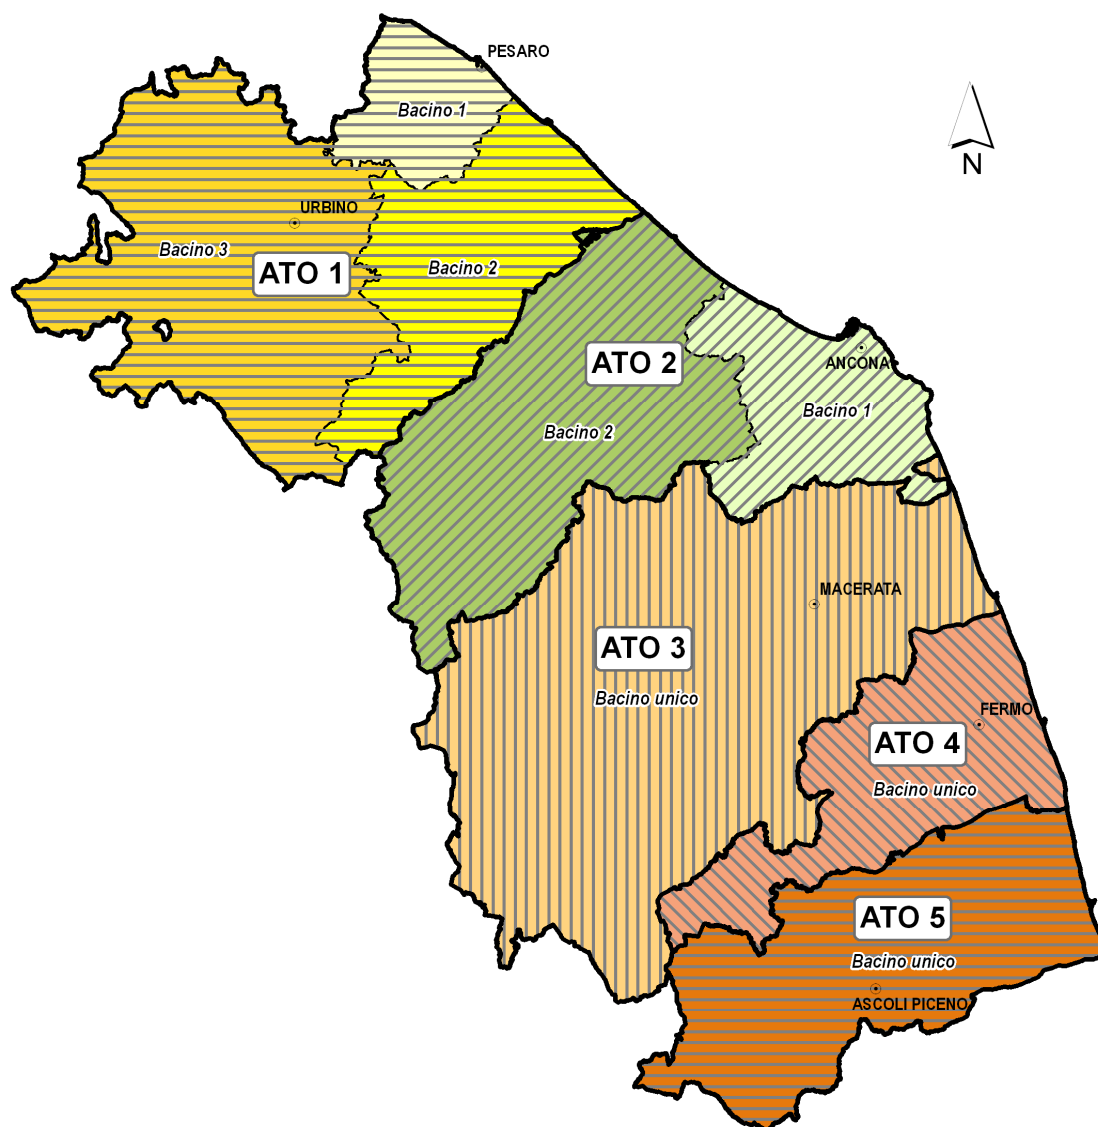 PESARO
Bacino 1
N
URBINO
Bacino 3
ATO 1
Bacino 2
ATO 2
ANCONA
Bacino 1
Bacino 2
MACERATA
ATO 3
Bacino unico
FERMO
ATO 4
Bacino unico
ATO 5
Bacino unico
ASCOLI PICENO